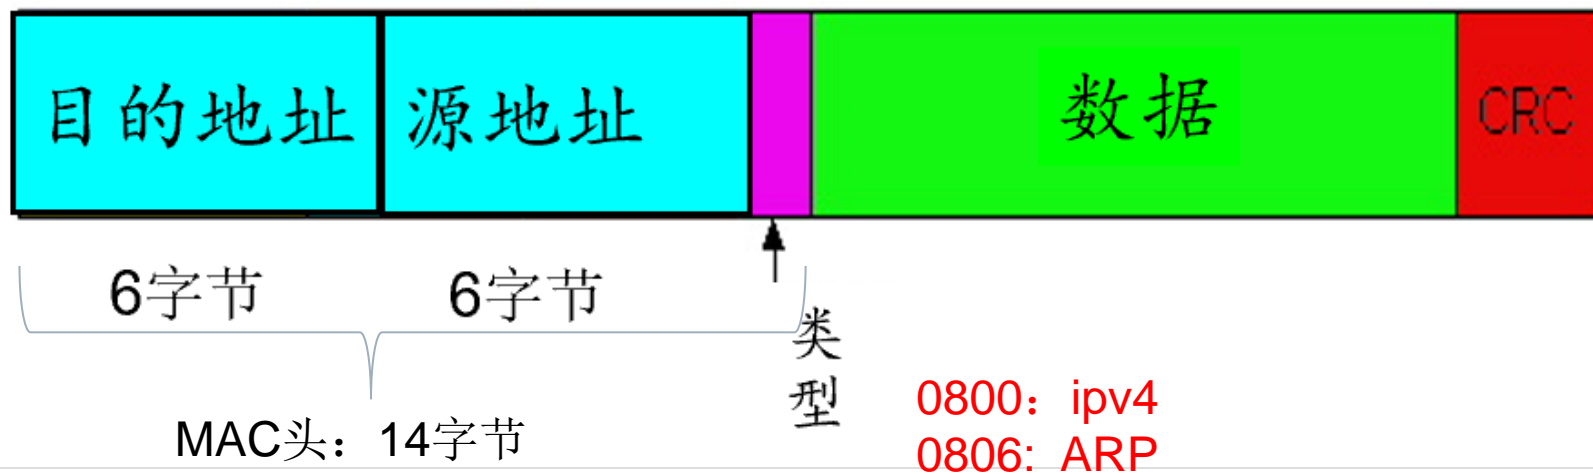 目的地址 源地址 数据 CRC
6字节 6字节
类型
MAC头：14字节
0800：ipv4
0806: ARP